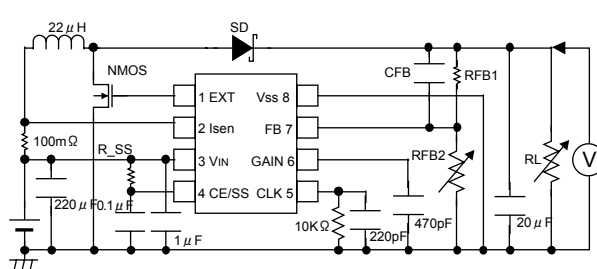 22μH
SD
NMOS
CFB
RFB1
1 EXT
Vss 8
2 Isen
FB 7
100mΩ
R_SS
3 VIN
GAIN 6
RFB2
RL
V
4 CE/SS
CLK 5
220μF
0.1μF
1μF
10KΩ
220pF
470pF
20μF